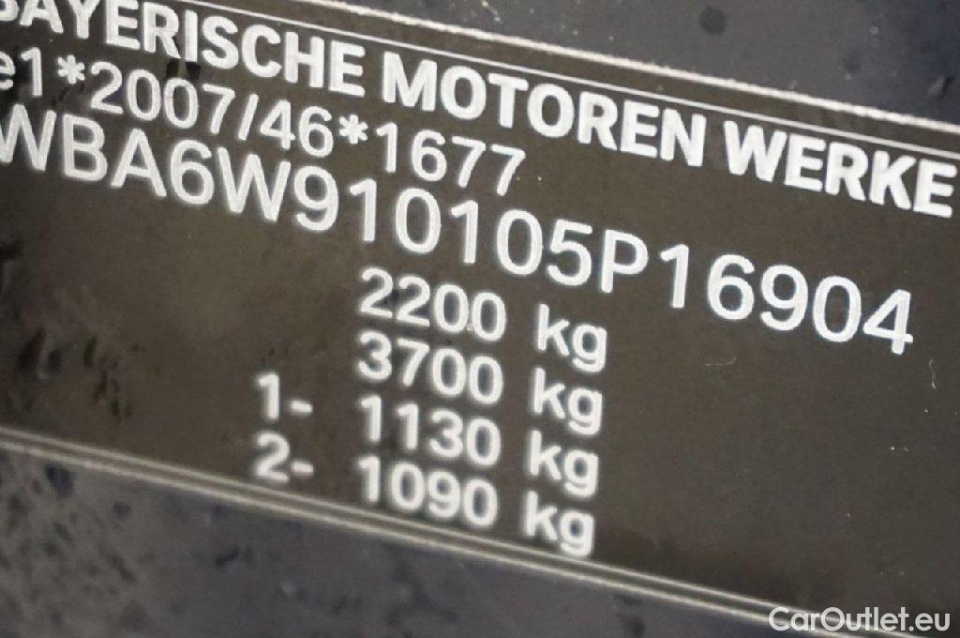 BAYERISCHE MOTOREN WERKE
e1*2007/46*1677
WBA6W910105P16904
2200 kg
3700 kg
1- 1130 kg
2- 1090 kg
CarOutlet.eu